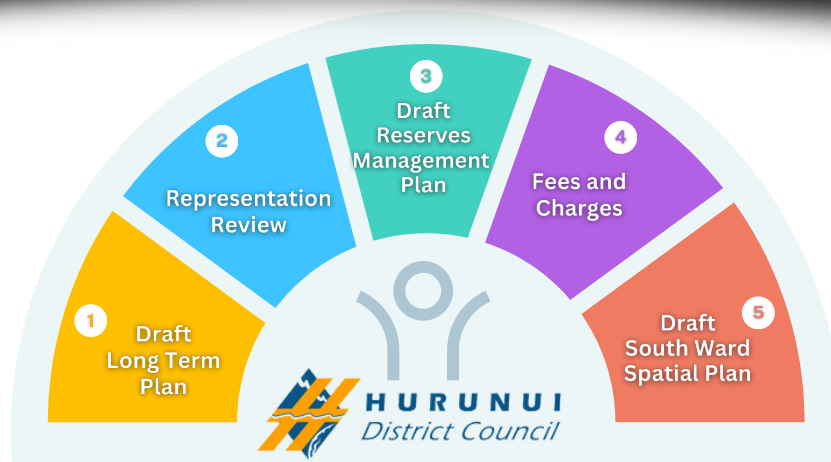 1
Draft
Long Term
Plan
2
Representation
Review
3
Draft
Reserves
Management
Plan
4
Fees and
Charges
5
Draft
South Ward
Spatial Plan
HURUNUI
District Council